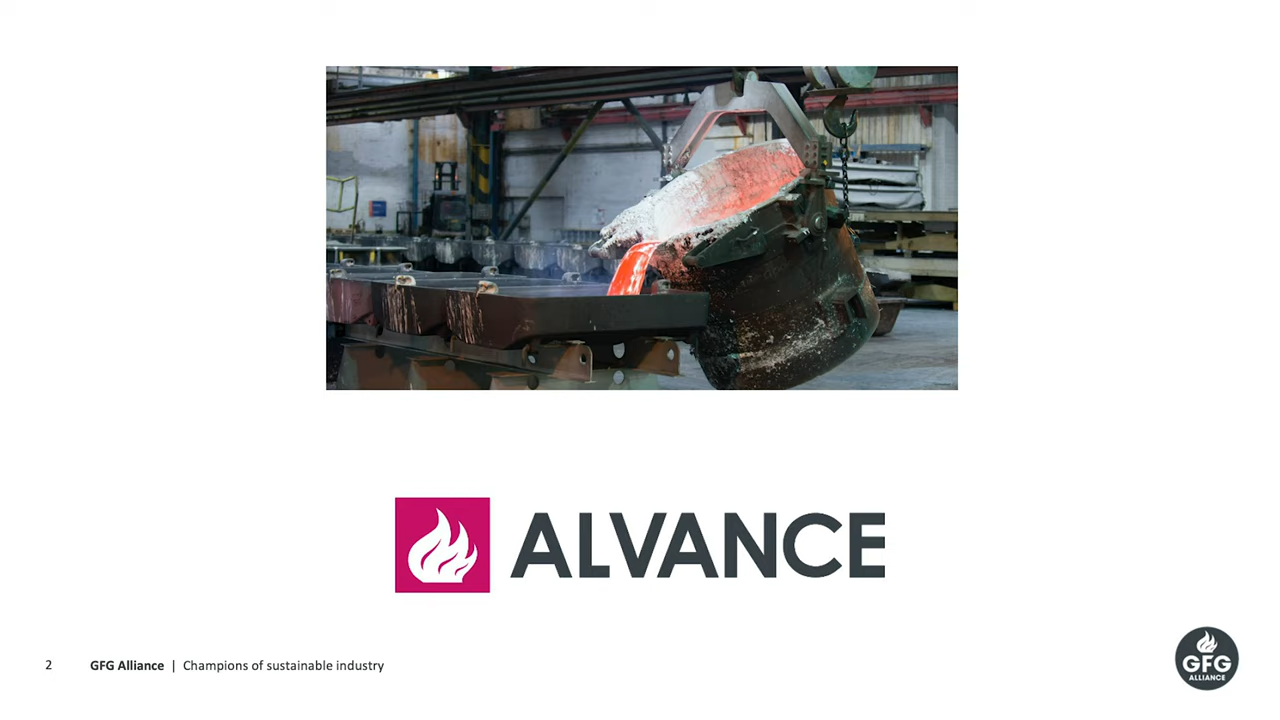 ALVANCE
2 GFG Alliance | Champions of sustainable industry
GFG
ALLIANCE